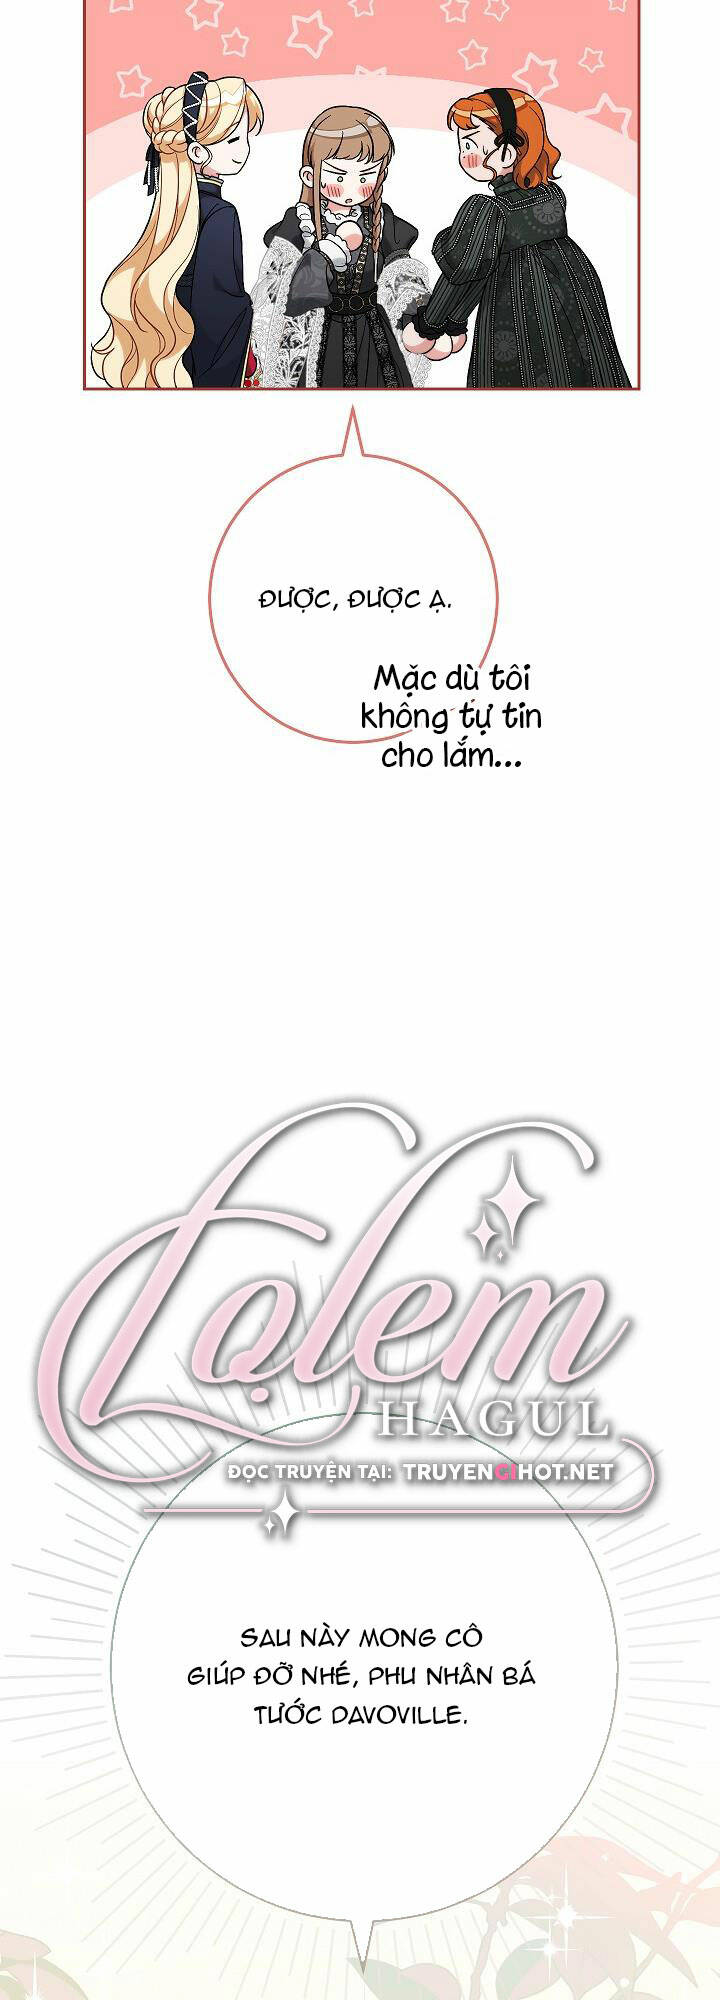 ĐƯỢC, ĐƯỢC Ạ.
Mặc dù tôi
không tự tin
cho lắm...
Lọlem
HAGUL
ĐỌC TRUYỆN TẠI: TRUYENGIHOT.NET
SAU NÀY MONG CÔ
GIÚP ĐỠ NHÉ, PHU NHÂN BÁ
TƯỚC DAVOVILLE.